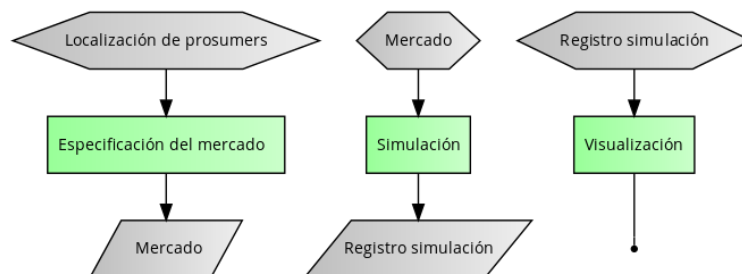 Localización de prosumers
Mercado
Registro simulación
Especificación del mercado
Simulación
Visualización
Mercado
Registro simulación